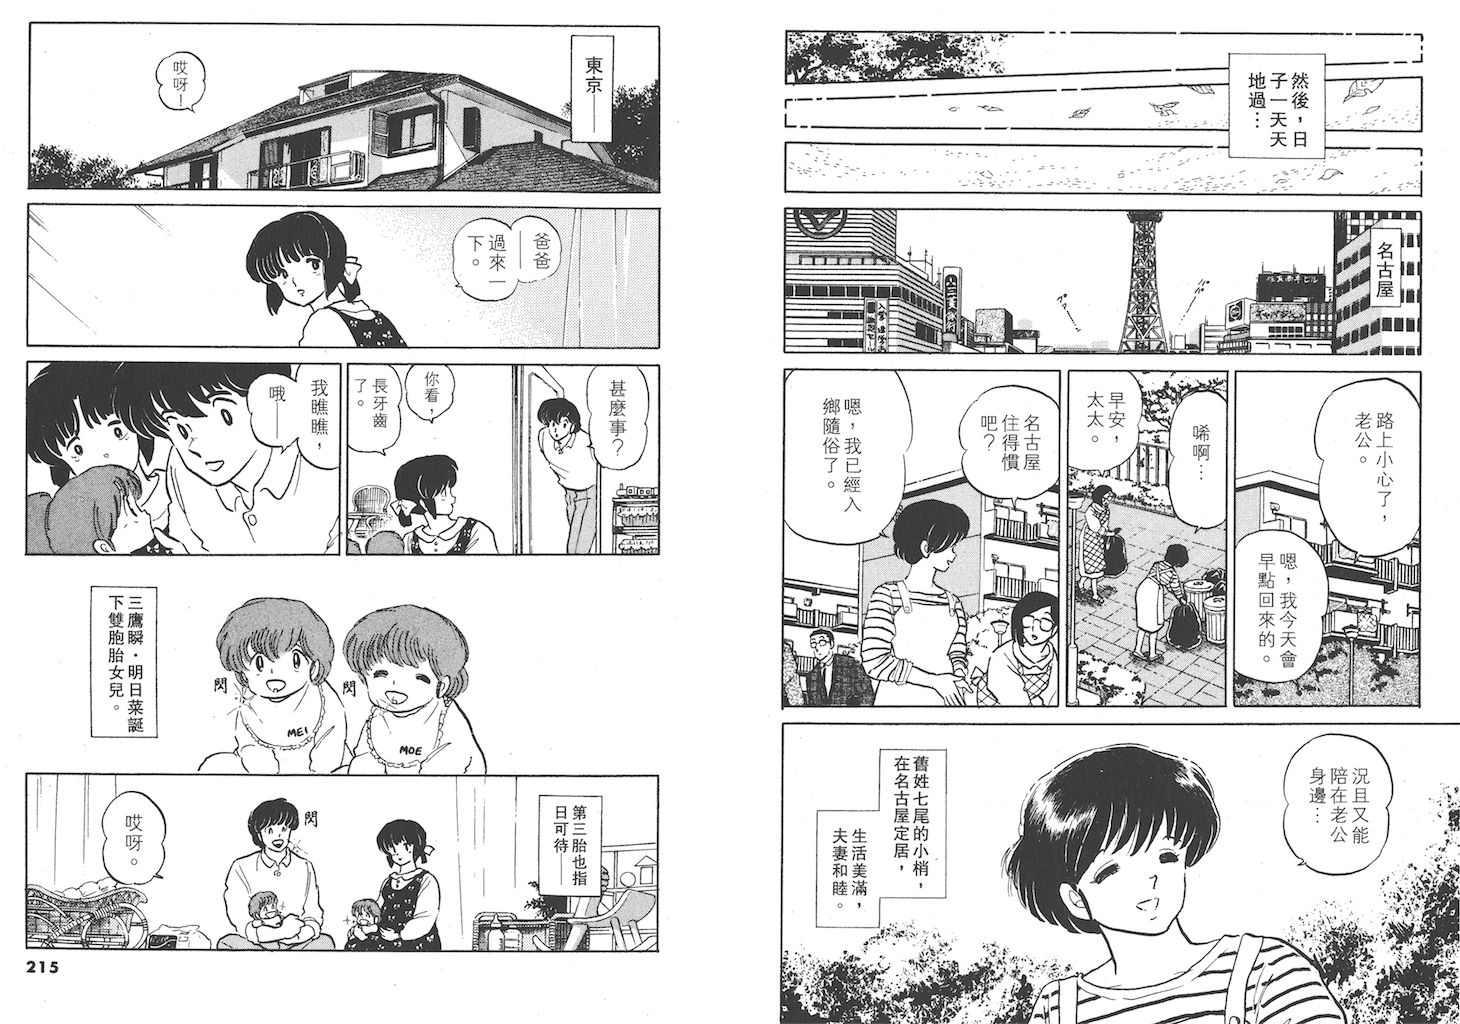 然後，日
子一天天
地過…
名古屋
路上小心了，
老公。
嗯，我今天會
早點回來的。
唏啊…
早安，
太太。
名古屋
住得慣
吧？
嗯，我已經入
鄉隨俗了。
況且又能
陪在老公
身邊…
舊姓七尾的小梢，
在名古屋定居，
生活美滿，
夫妻和睦。
東京──
哎呀！
爸爸
──
過來一
下。
甚麼事？
你看，
長牙齒
了。
我瞧瞧，
哦──
三鷹瞬·明日菜誕
下雙胞胎女兒。
閃
閃
MEI
MOE
第三胎也指
日可待──
閃
哎呀。
215